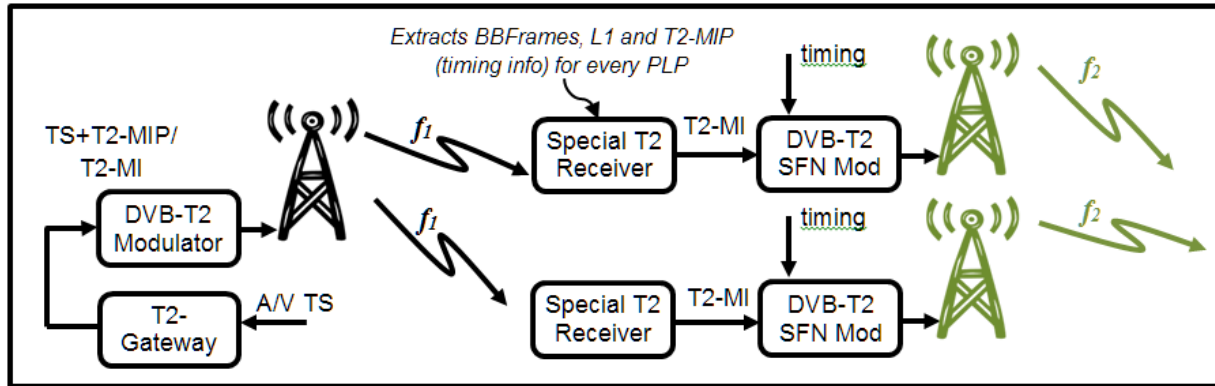 Extracts BBFrames, L1 and T2-MIP
(timing info) for every PLP
timing
f2
TS+T2-MIP/
T2-MI
f1
Special T2
Receiver
T2-MI
DVB-T2
SFN Mod
DVB-T2
Modulator
f1
timing
f2
A/V TS
T2-
Gateway
Special T2
Receiver
T2-MI
DVB-T2
SFN Mod